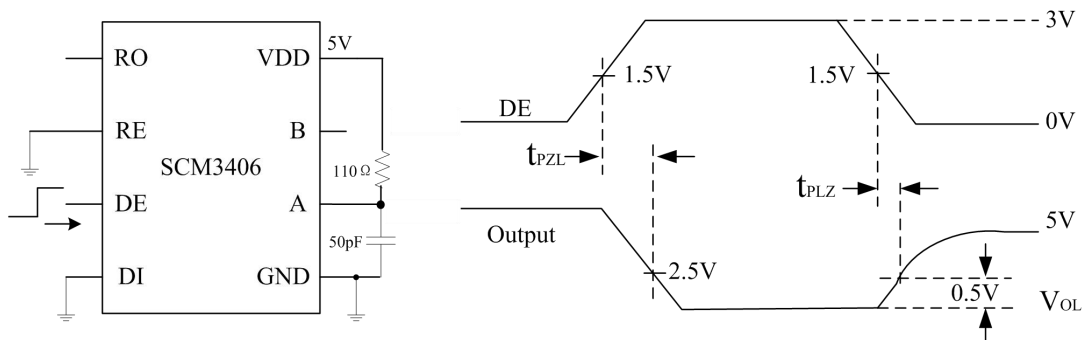 RO
VDD
5V
RE
B
SCM3406
110Ω
DE
A
50pF
DI
GND
3V
1.5V
1.5V
DE
0V
tPZL
tPLZ
5V
Output
2.5V
0.5V
VOL